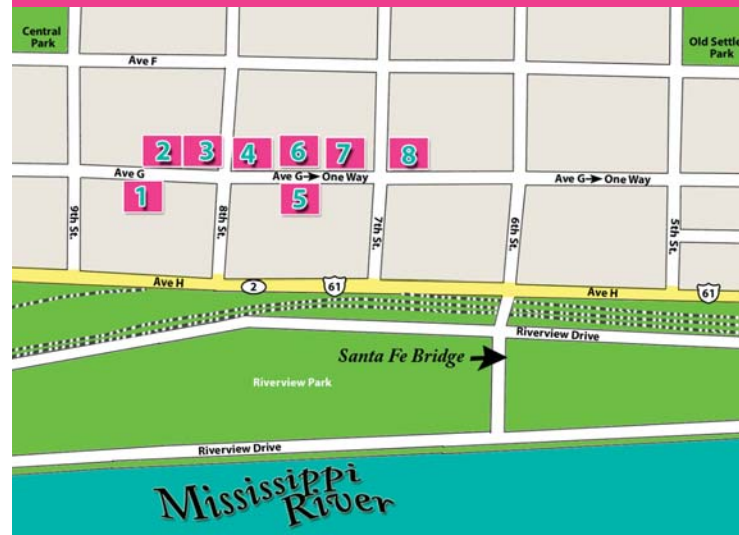 Central
Park
Old Settle
Park
Ave F
2
3
4
6
7
8
Ave G
Ave G → One Way
Ave G → One Way
1
5
9th St.
8th St.
7th St.
6th St.
5th St.
Ave H
2
61
Ave H
61
Riverview Drive
Santa Fe Bridge
Riverview Park
Riverview Drive
Mississippi
River